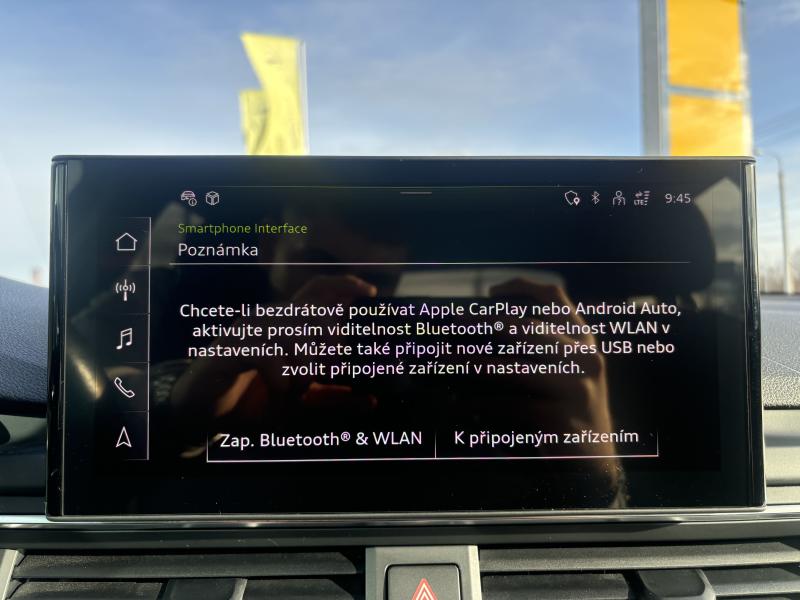 LTE 9:45
Smartphone Interface
Poznámka
Chcete-li bezdrátově používat Apple CarPlay nebo Android Auto,
aktivujte prosím viditelnost Bluetooth® a viditelnost WLAN v
nastaveních. Můžete také připojit nové zařízení přes USB nebo
zvolit připojené zařízení v nastaveních.
Zap. Bluetooth® & WLAN K připojeným zařízením